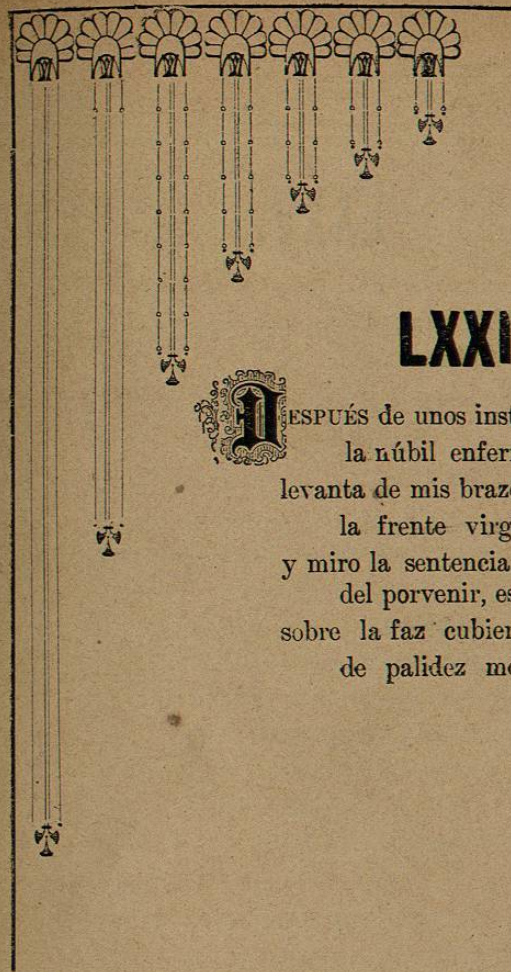 LXXI
DESPUÉS de unos inst
la núbil enfer
levanta de mis braz
la frente virg
y miro la sentencia
del porvenir, es
sobre la faz cubier
de palidez m